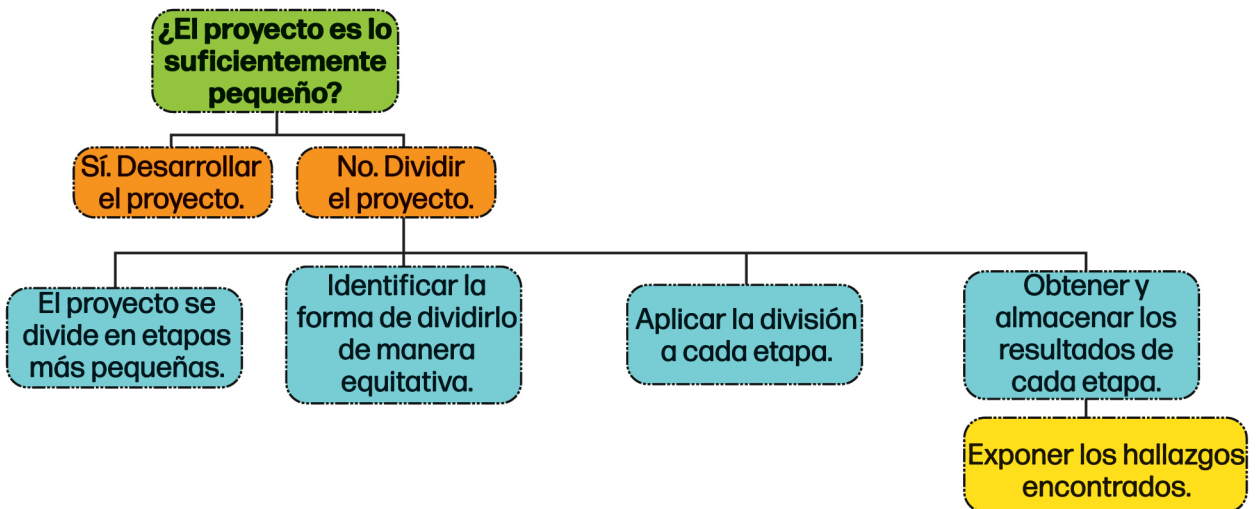 ¿El proyecto es lo
suficientemente
pequeño?
Sí. Desarrollar
el proyecto.
No. Dividir
el proyecto.
El proyecto se
divide en etapas
más pequeñas.
Identificar la
forma de dividirlo
de manera
equitativa.
Aplicar la división
a cada etapa.
Obtener y
almacenar los
resultados de
cada etapa.
Exponer los hallazgos
encontrados.